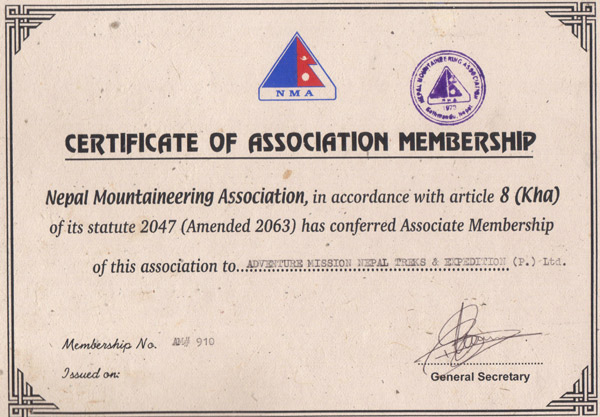 NMA
NEPAL MOUNTAINEERING ASSOCIATION
NMA
1973
Kathmandu, Nepal
CERTIFICATE OF ASSOCIATION MEMBERSHIP
Nepal Mountaineering Association, in accordance with article 8 (Kha)
of its statute 2047 (Amended 2063) has conferred Associate Membership
of this association to ADVENTURE MISSION NEPAL TREKS & EXPEDITION (P.) Ltd.
Membership No. AM# 910
Issued on:
General Secretary